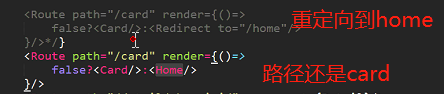 <Route path="/card" render={()=>
重定向到home
false?<Card/>:<Redirect to="/home"/>
}/>*/}
<Route path="/card" render={()=>
false?<Card/>:<Home/>
路径还是card
}/>